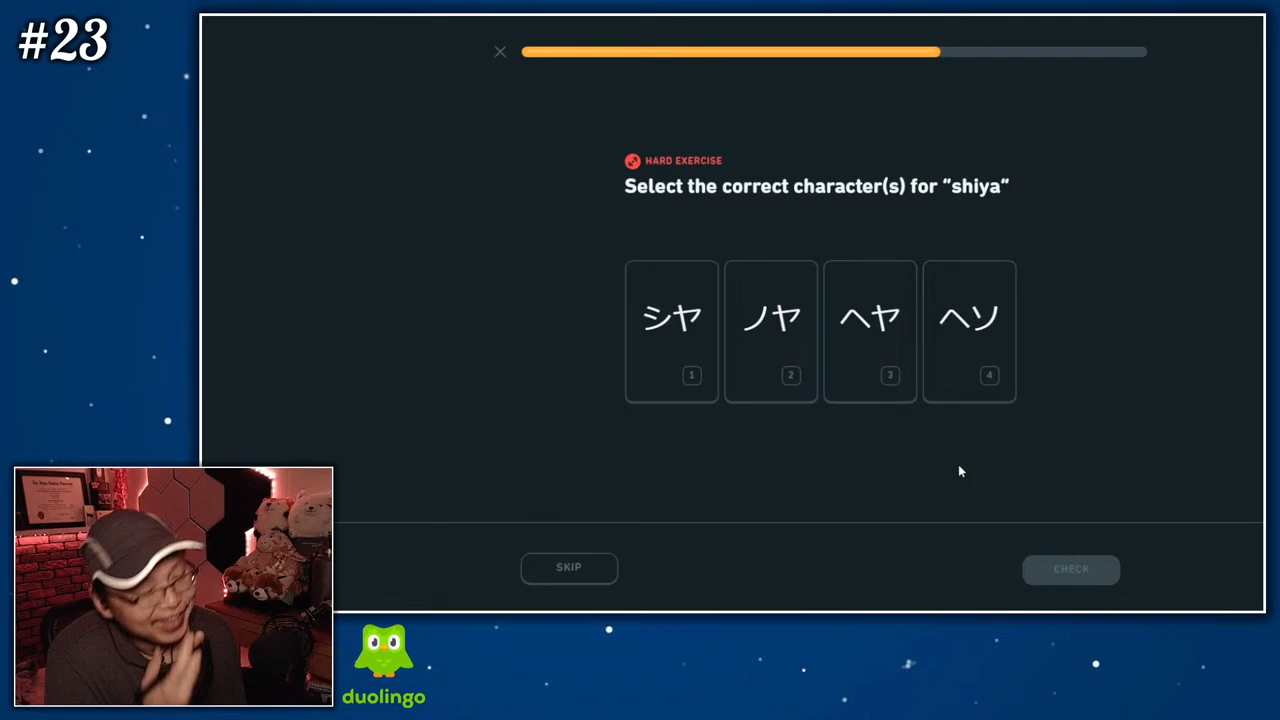 #23
HARD EXERCISE
Select the correct character(s) for "shiya"
シヤ
ノヤ
ヘヤ
ヘソ
1
2
3
4
SKIP
CHECK
duolingo